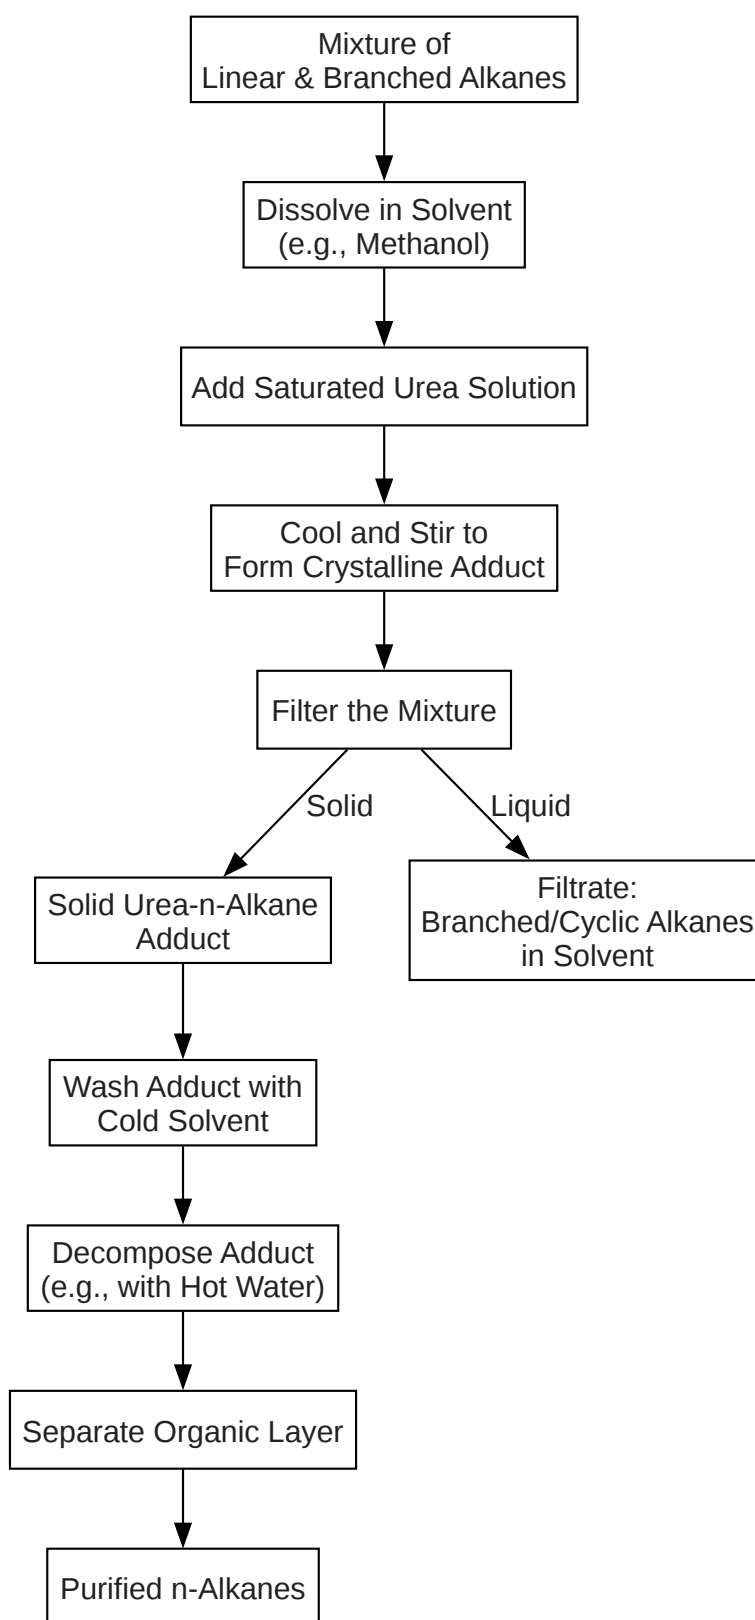 Mixture of
Linear & Branched Alkanes
Dissolve in Solvent
(e.g., Methanol)
Add Saturated Urea Solution
Cool and Stir to
Form Crystalline Adduct
Filter the Mixture
Solid
Liquid
Solid Urea-n-Alkane
Adduct
Filtrate:
Branched/Cyclic Alkanes
in Solvent
Wash Adduct with
Cold Solvent
Decompose Adduct
(e.g., with Hot Water)
Separate Organic Layer
Purified n-Alkanes